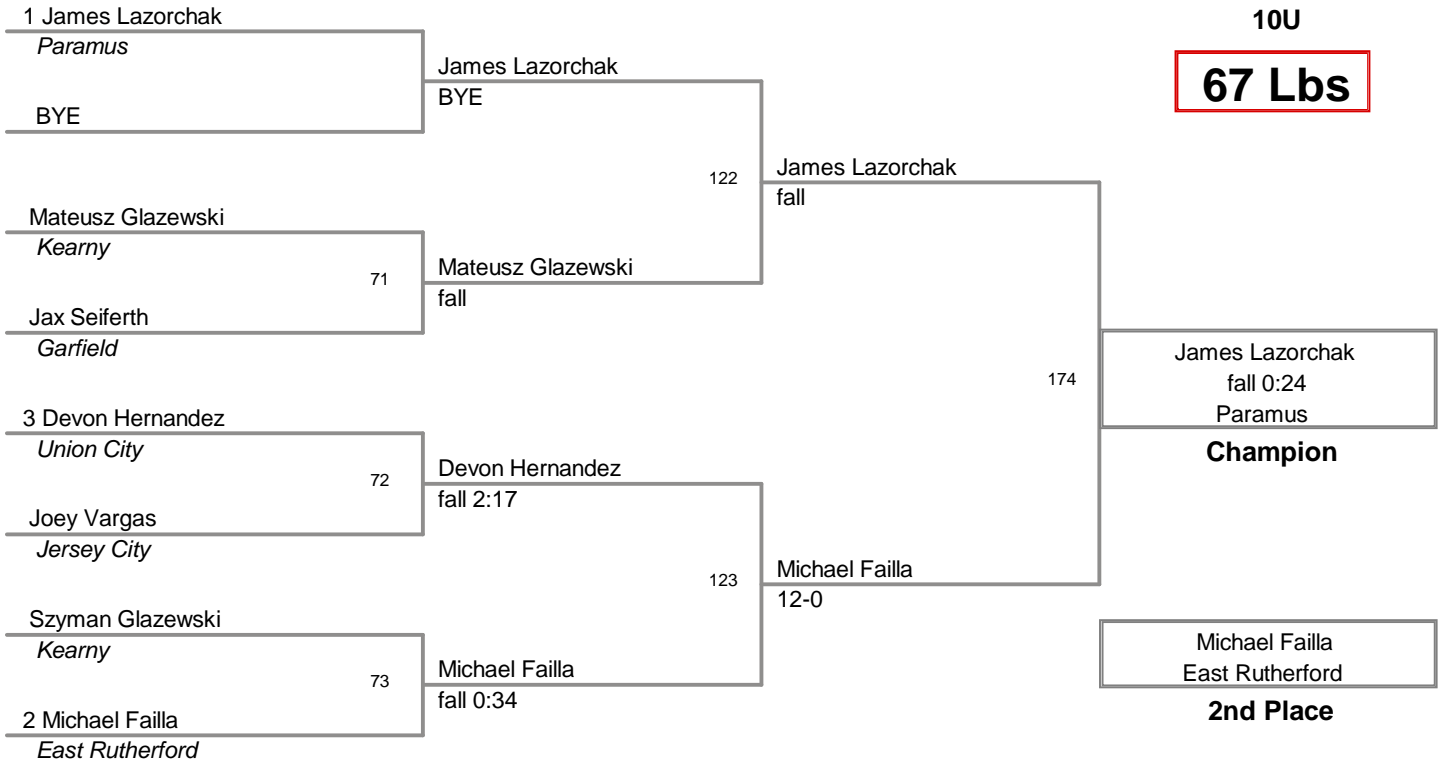 1 James Lazorchak
Paramus
BYE
Mateusz Glazewski
Kearny
71
Jax Seiferth
Garfield
3 Devon Hernandez
Union City
72
Joey Vargas
Jersey City
Szyman Glazewski
Kearny
73
2 Michael Failla
East Rutherford
James Lazorchak
BYE
122
Mateusz Glazewski
fall
Devon Hernandez
fall 2:17
123
Michael Failla
fall 0:34
James Lazorchak
fall
174
Michael Failla
12-0
10U
67 Lbs
James Lazorchak
fall 0:24
Paramus
Champion
Michael Failla
East Rutherford
2nd Place